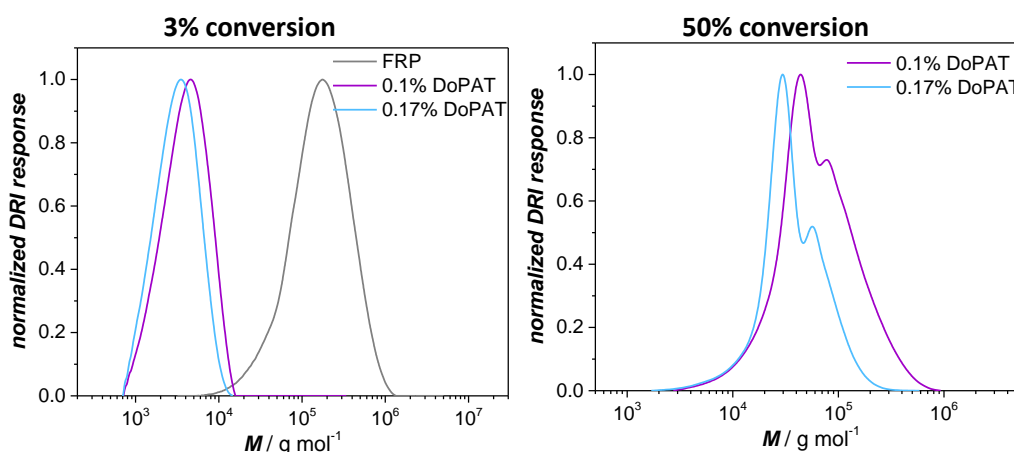 3% conversion
FRP
0.1% DoPAT
0.17% DoPAT
1.0
0.8
0.6
0.4
0.2
0.0
normalized DRI response
10³ 10⁴ 10⁵ 10⁶ 10⁷
M / g mol⁻¹
50% conversion
0.1% DoPAT
0.17% DoPAT
1.0
0.8
0.6
0.4
0.2
0.0
normalized DRI response
10³ 10⁴ 10⁵ 10⁶
M / g mol⁻¹